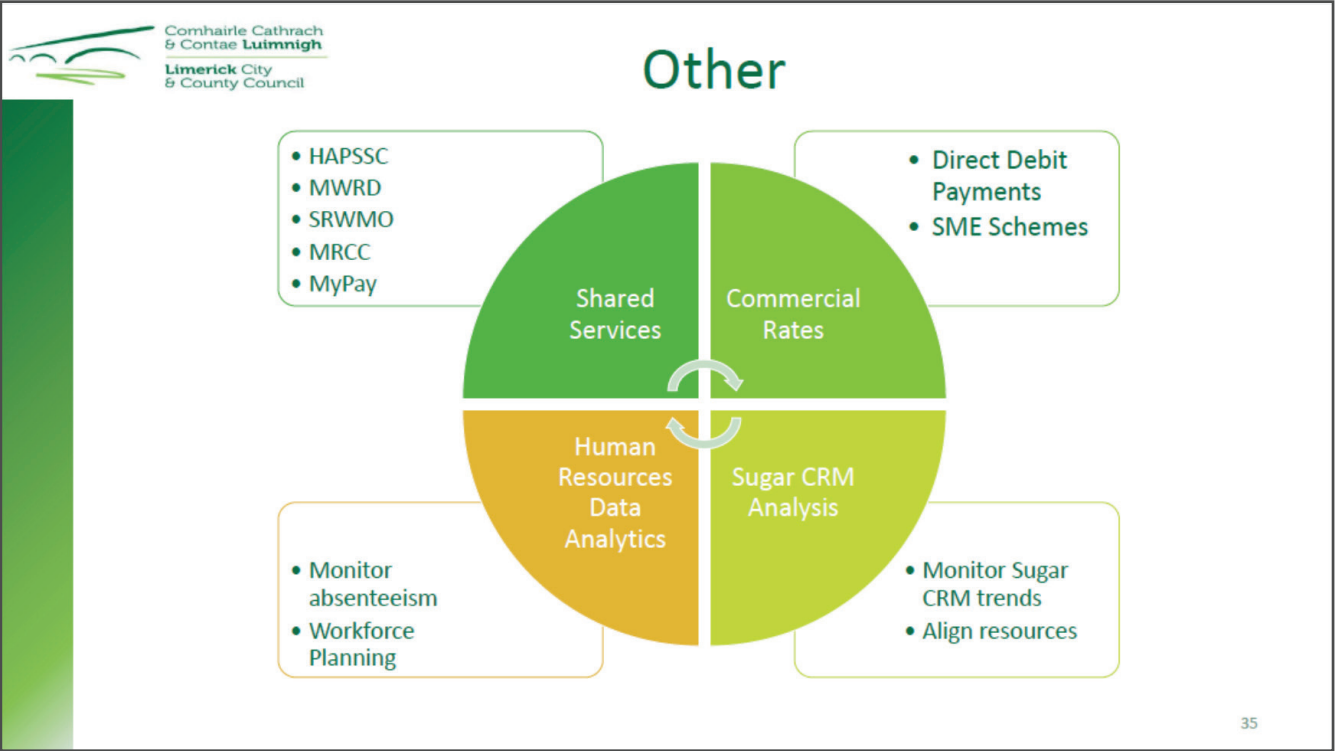 Comhairle Cathrach
& Contae Luimnigh
Limerick City
& County Council
Other
• HAPSSC
• MWRD
• SRWMO
• MRCC
• MyPay
• Direct Debit
Payments
• SME Schemes
Shared
Services
Commercial
Rates
Human
Resources
Data
Analytics
Sugar CRM
Analysis
• Monitor
absenteeism
• Workforce
Planning
• Monitor Sugar
CRM trends
• Align resources
35